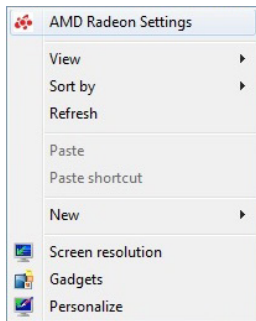 AMD Radeon Settings
View
Sort by
Refresh
Paste
Paste shortcut
New
Screen resolution
Gadgets
Personalize